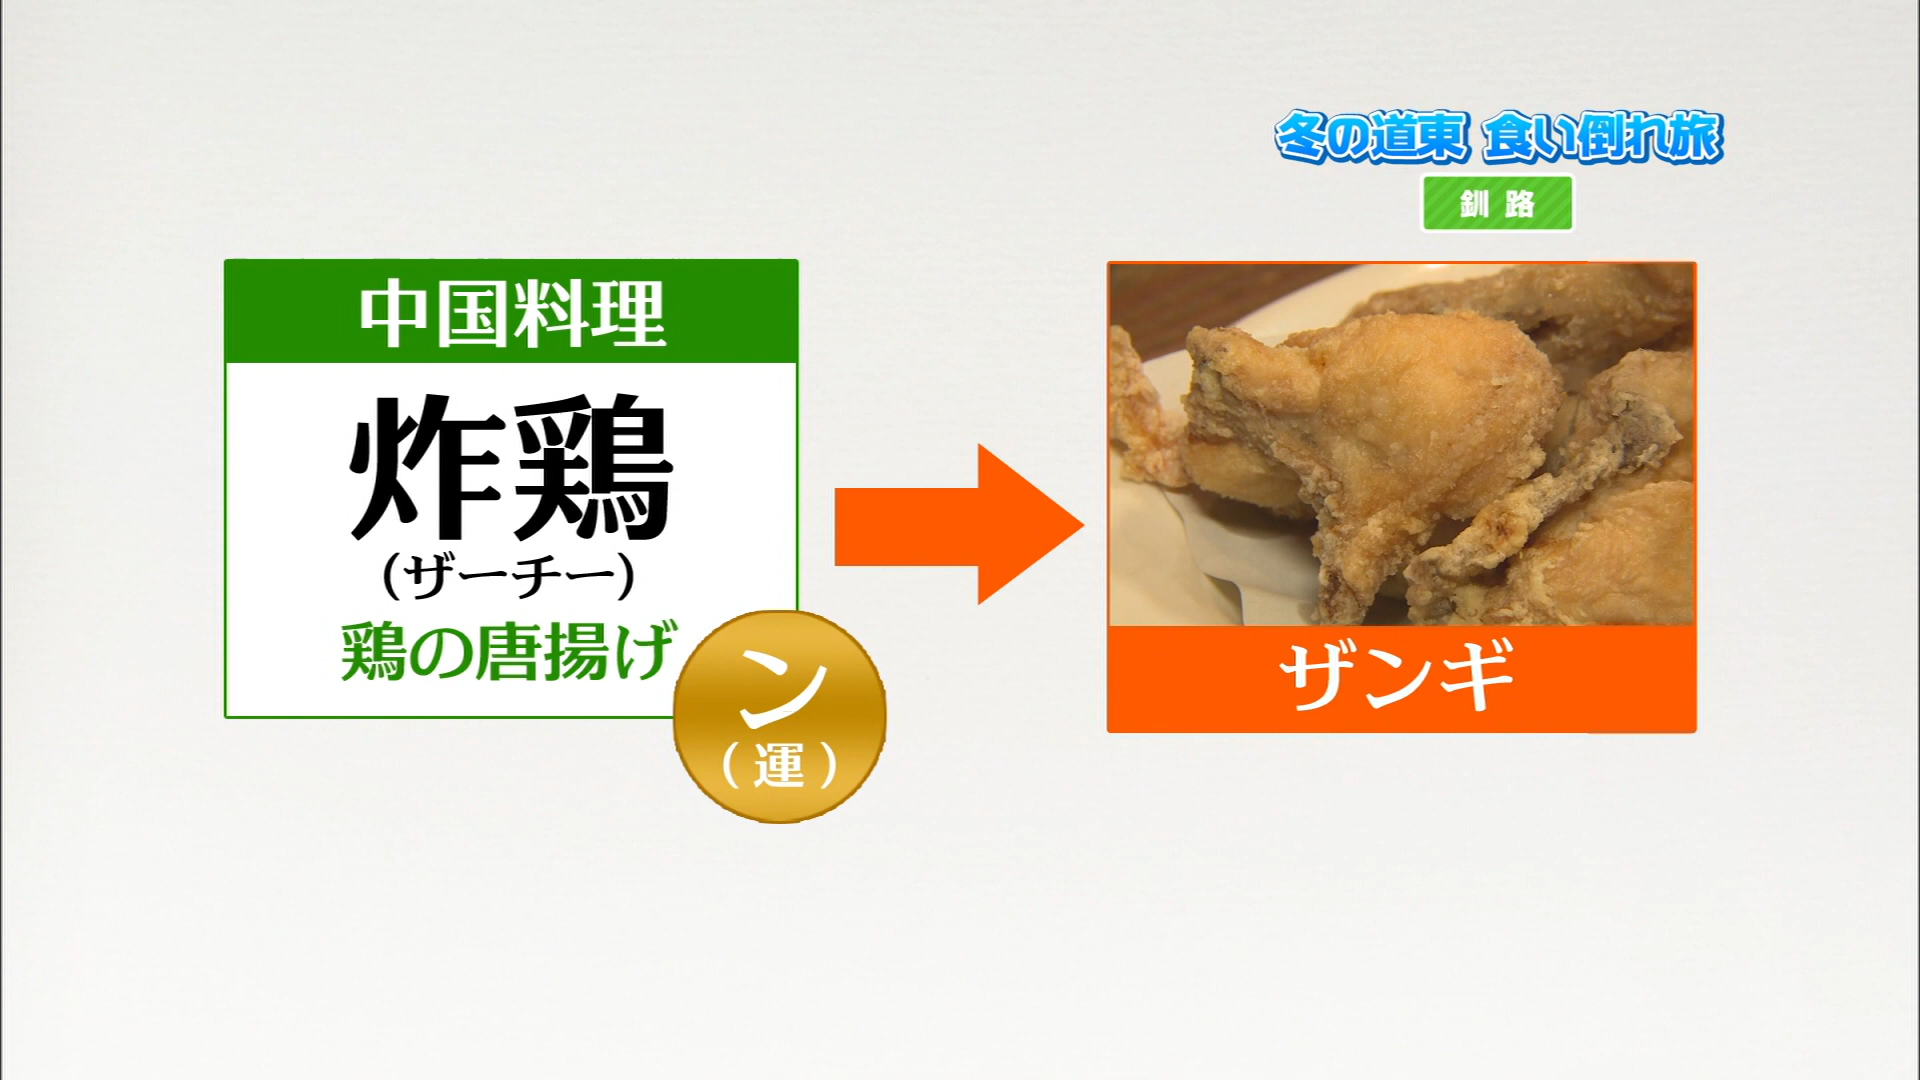 冬の道東 食い倒れ旅
釧路
中国料理
炸鶏
(ザーチー)
鶏の唐揚げ
ン
(運)
ザンギ